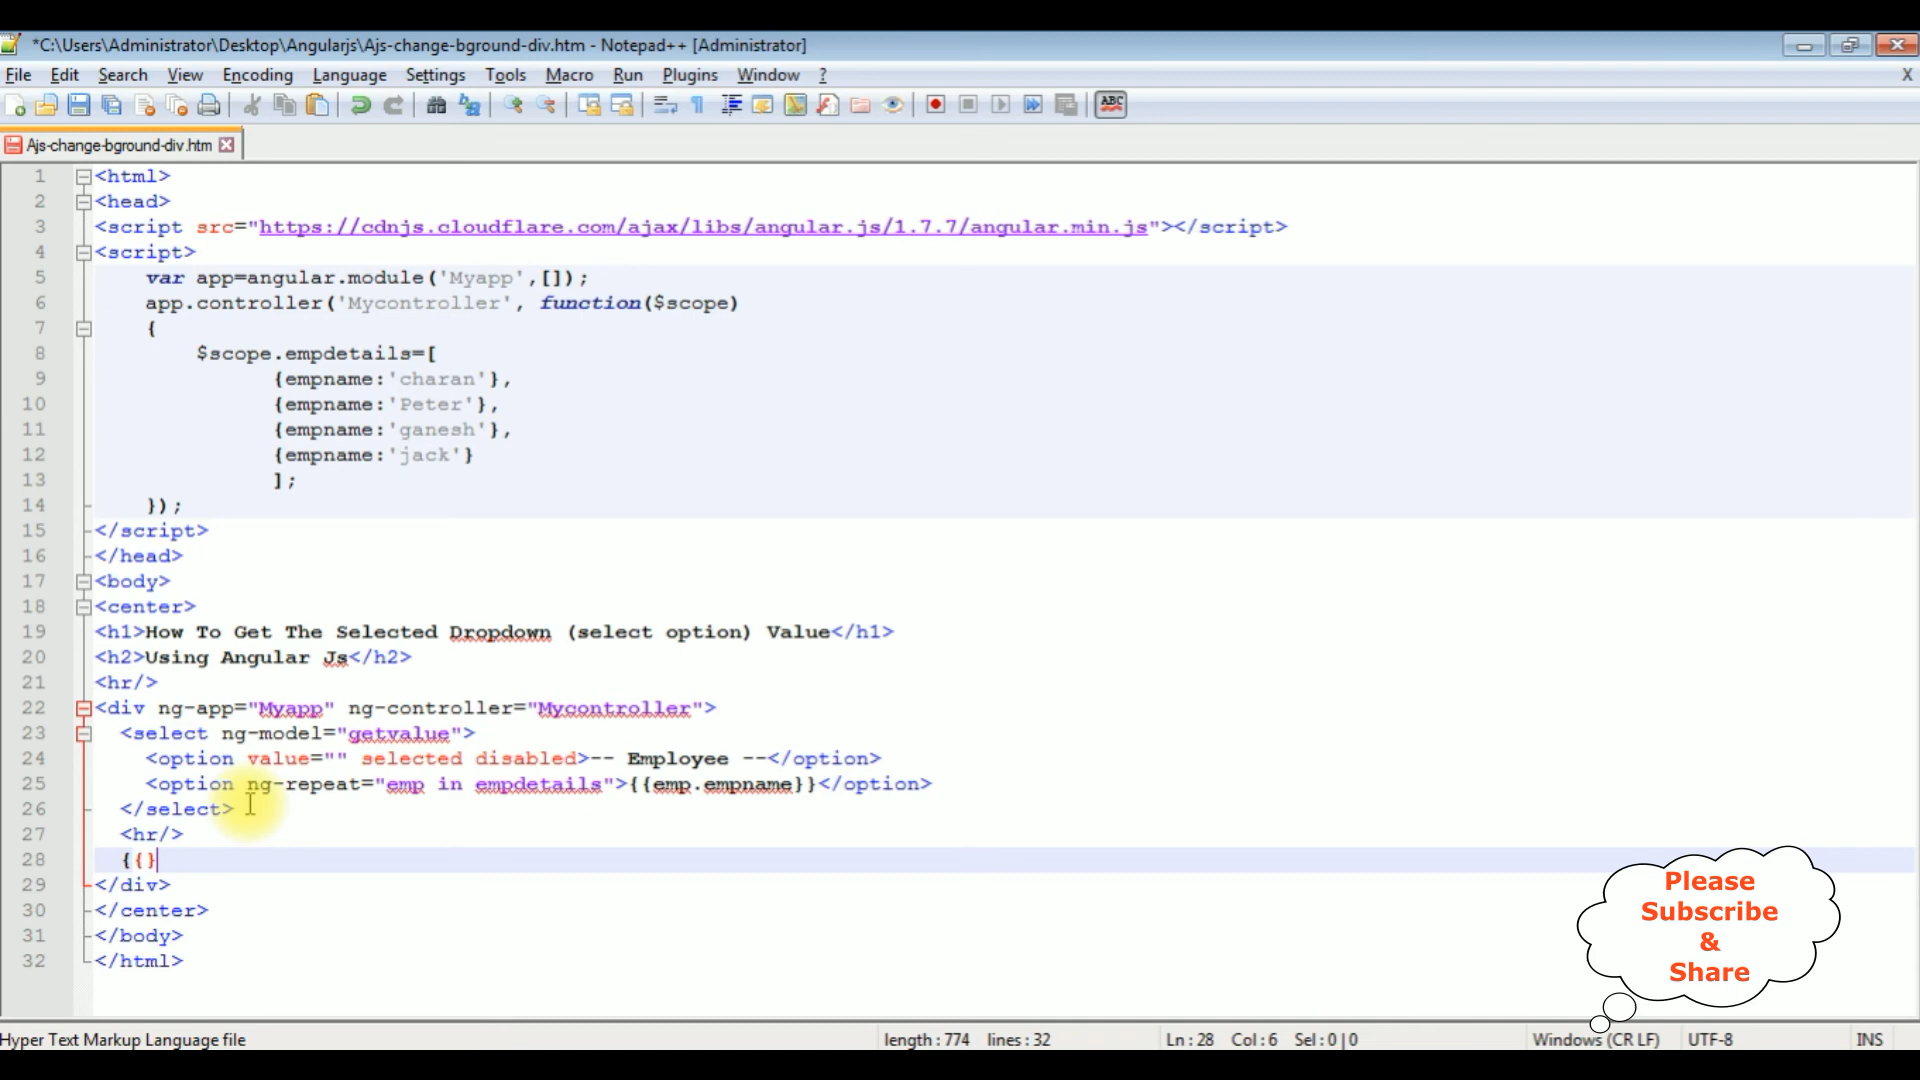 *C:\Users\Administrator\Desktop\Angularjs\Ajs-change-bground-div.htm - Notepad++ [Administrator]
File Edit Search View Encoding Language Settings Tools Macro Run Plugins Window ? X
ABC
Ajs-change-bground-div.htm
1 <html>
2 <head>
3 <script src="https://cdnjs.cloudflare.com/ajax/libs/angular.js/1.7.7/angular.min.js"></script>
4 <script>
5 var app=angular.module('Myapp',[]);
6 app.controller('Mycontroller', function($scope)
7 {
8 $scope.empdetails=[
9 {empname:'charan'},
10 {empname:'Peter'},
11 {empname:'ganesh'},
12 {empname:'jack'}
13 ];
14 });
15 </script>
16 </head>
17 <body>
18 <center>
19 <h1>How To Get The Selected Dropdown (select option) Value</h1>
20 <h2>Using Angular Js</h2>
21 <hr/>
22 <div ng-app="Myapp" ng-controller="Mycontroller">
23 <select ng-model="getvalue">
24 <option value="" selected disabled>-- Employee --</option>
25 <option ng-repeat="emp in empdetails">{{emp.empname}}</option>
26 </select>
27 <hr/>
28 {{}
29 </div>
30 </center>
31 </body>
32 </html>
Please
Subscribe
&
Share
Hyper Text Markup Language file length : 774 lines : 32 Ln : 28 Col : 6 Sel : 0 | 0 Windows (CR LF) UTF-8 INS